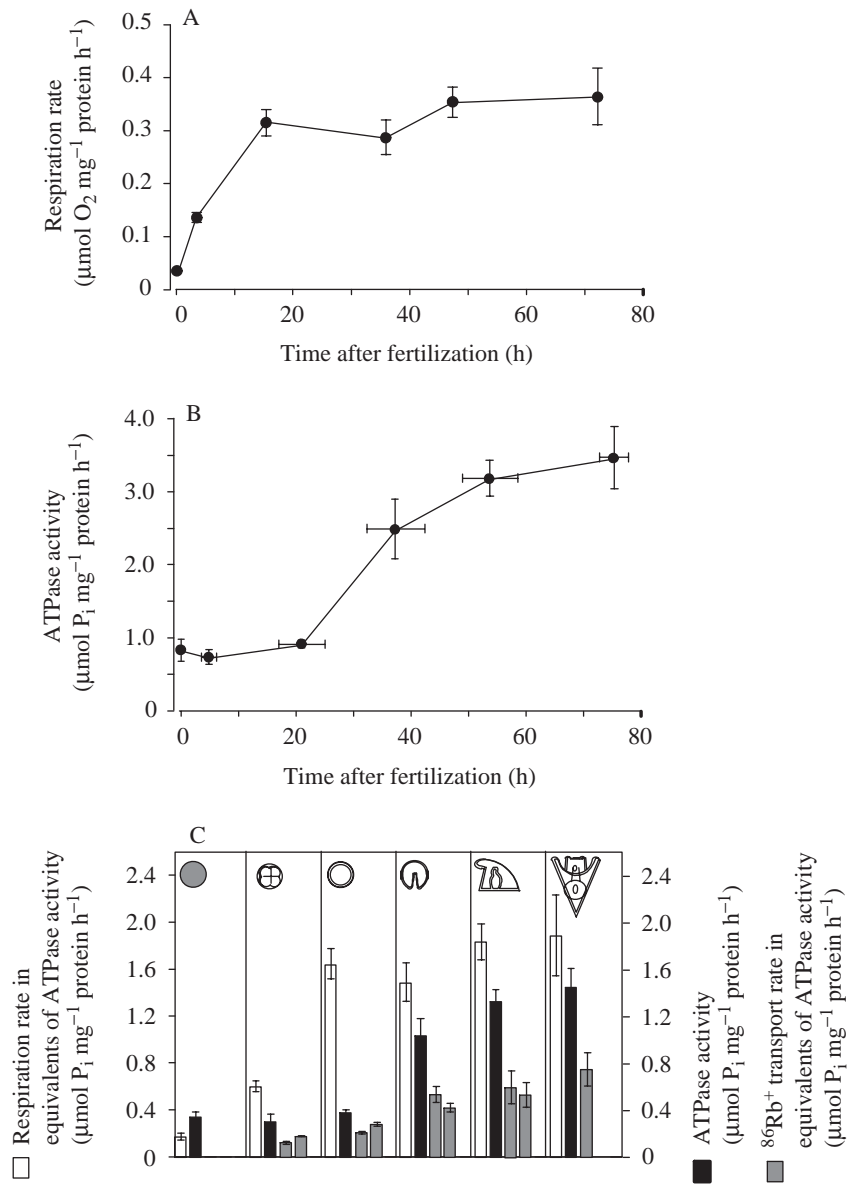 A
0.5
0.4
0.3
0.2
0.1
0
Respiration rate
(μmol O₂ mg⁻¹ protein h⁻¹)
0 20 40 60 80
Time after fertilization (h)
B
4.0
3.0
2.0
1.0
0
ATPase activity
(μmol Pᵢ mg⁻¹ protein h⁻¹)
0 20 40 60 80
Time after fertilization (h)
C
2.4
2.0
1.6
1.2
0.8
0.4
0
Respiration rate in
equivalents of ATPase activity
(μmol Pᵢ mg⁻¹ protein h⁻¹)
2.4
2.0
1.6
1.2
0.8
0.4
0
ATPase activity
(μmol Pᵢ mg⁻¹ protein h⁻¹)
⁸⁶Rb⁺ transport rate in
equivalents of ATPase activity
(μmol Pᵢ mg⁻¹ protein h⁻¹)